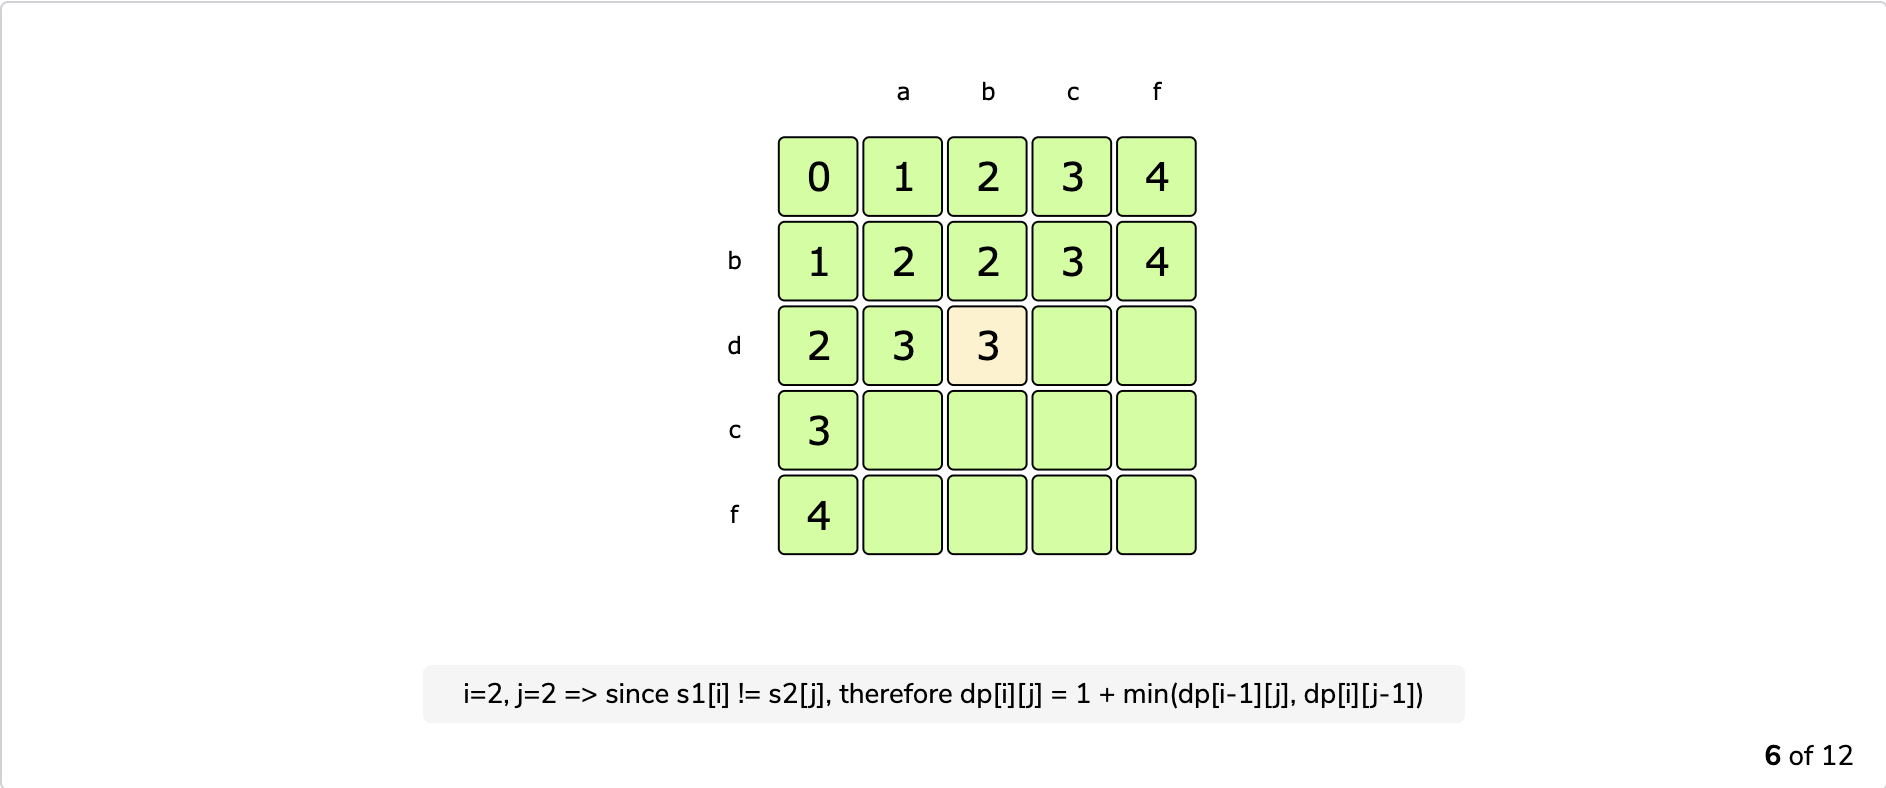 a b c f
0 1 2 3 4
b 1 2 2 3 4
d 2 3 3
c 3
f 4
i=2, j=2 => since s1[i] != s2[j], therefore dp[i][j] = 1 + min(dp[i-1][j], dp[i][j-1])
6 of 12